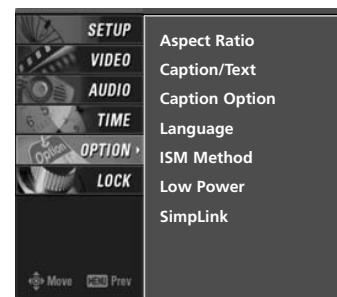 SETUP
VIDEO
AUDIO
TIME
OPTION
LOCK
Move MENU Prev
Aspect Ratio
Caption/Text
Caption Option
Language
ISM Method
Low Power
SimpLink